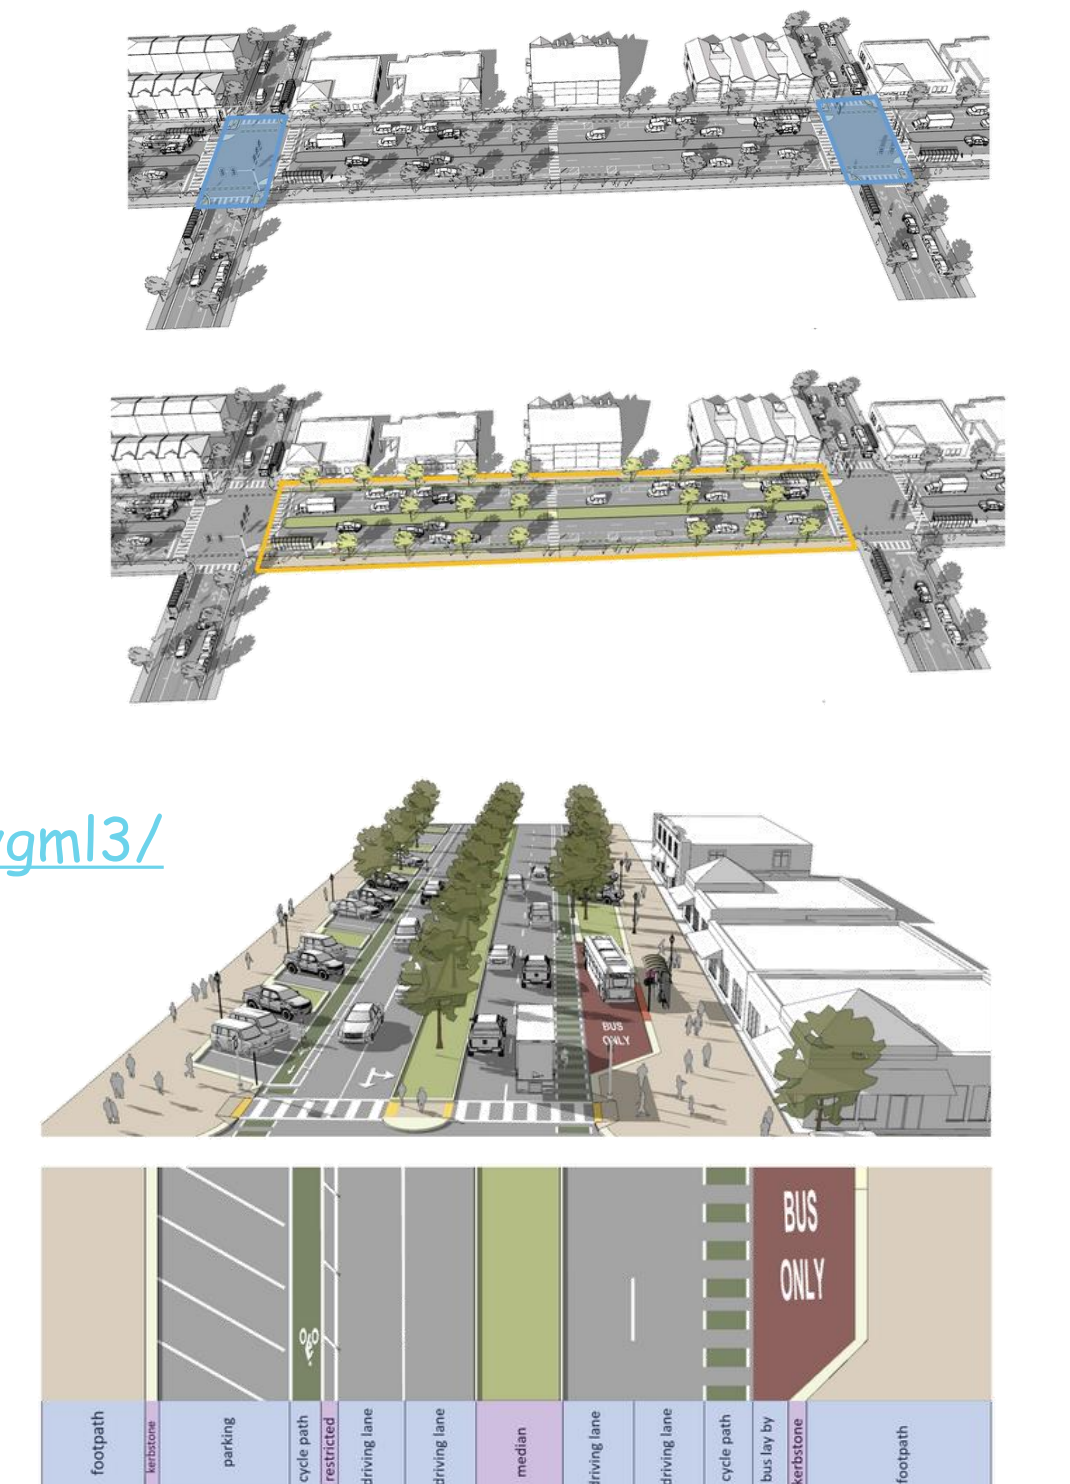 gml3/
BUS
ONLY
BUS
ONLY
footpath
kerbstone
parking
cycle path
restricted
driving lane
driving lane
median
driving lane
driving lane
cycle path
bus lay by
kerbstone
footpath